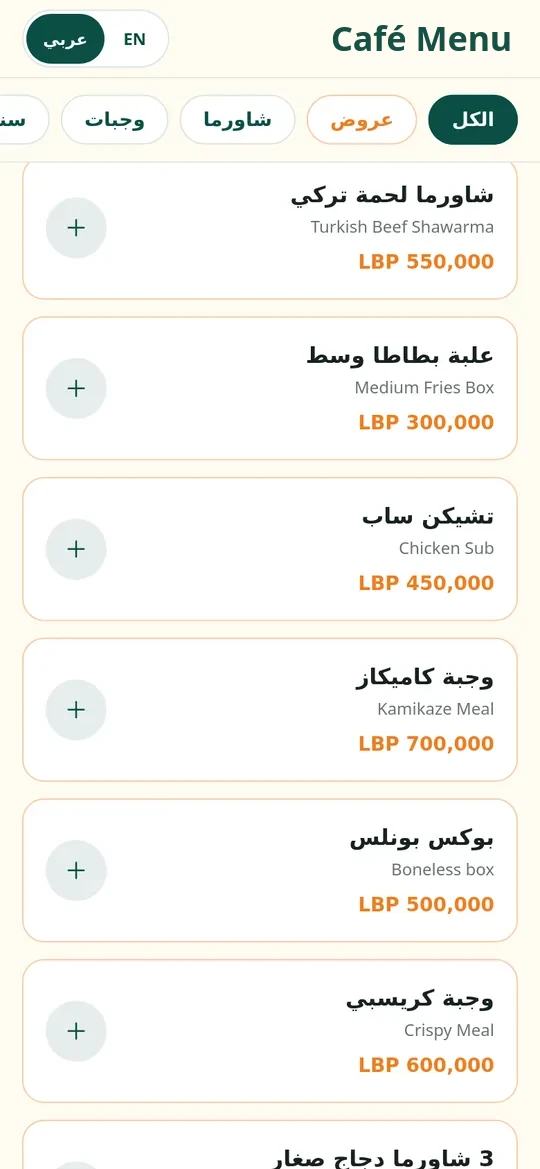 Café Menu
عربي
EN
الكل
عروض
شاورما
وجبات
شاورما لحمة تركي
Turkish Beef Shawarma
LBP 550,000
علبة بطاطا وسط
Medium Fries Box
LBP 300,000
تشيكن ساب
Chicken Sub
LBP 450,000
وجبة كاميكاز
Kamikaze Meal
LBP 700,000
بوكس بونلس
Boneless box
LBP 500,000
وجبة كريسبي
Crispy Meal
LBP 600,000
3 شاورما دجاج صغار